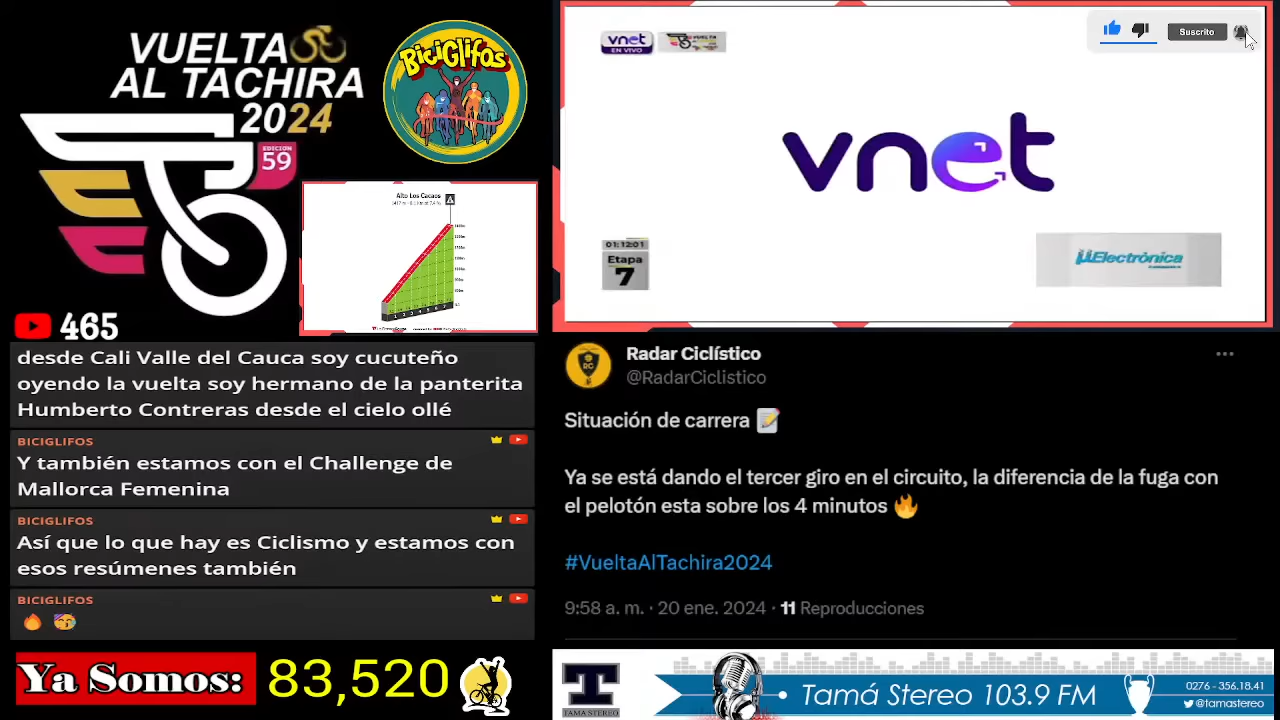 VUELTA
AL TACHIRA
2024
EDICION
59
BiciGlifos
Alto Los Cacaos
465
desde Cali Valle del Cauca soy cucuteño
oyendo la vuelta soy hermano de la panterita
Humberto Contreras desde el cielo ollé
BICIGLIFOS
Y también estamos con el Challenge de
Mallorca Femenina
BICIGLIFOS
Así que lo que hay es Ciclismo y estamos con
esos resúmenes también
BICIGLIFOS
Ya Somos: 83,520
vnet
EN VIVO
Suscrito
vnet
01:12:01
Etapa
7
Electrónica
Radar Ciclístico
@RadarCiclistico
Situación de carrera
Ya se está dando el tercer giro en el circuito, la diferencia de la fuga con
el pelotón esta sobre los 4 minutos
#VueltaAlTachira2024
9:58 a. m. · 20 ene. 2024 · 11 Reproducciones
TAMÁ STEREO
Tamá Stereo 103.9 FM
0276 - 356.18.41
@tamastereo